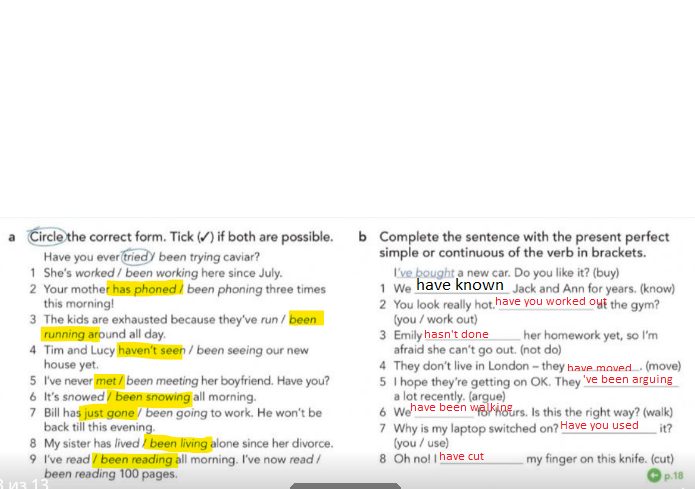 a Circle the correct form. Tick (✓) if both are possible.
Have you ever tried / been trying caviar?
1 She's worked / been working here since July.
2 Your mother has phoned / been phoning three times
this morning!
3 The kids are exhausted because they've run / been
running around all day.
4 Tim and Lucy haven't seen / been seeing our new
house yet.
5 I've never met / been meeting her boyfriend. Have you?
6 It's snowed / been snowing all morning.
7 Bill has just gone / been going to work. He won't be
back till this evening.
8 My sister has lived / been living alone since her divorce.
9 I've read / been reading all morning. I've now read /
been reading 100 pages.
b Complete the sentence with the present perfect
simple or continuous of the verb in brackets.
I've bought a new car. Do you like it? (buy)
1 We have known Jack and Ann for years. (know)
2 You look really hot. have you worked out at the gym?
(you / work out)
3 Emily hasn't done her homework yet, so I'm
afraid she can't go out. (not do)
4 They don't live in London – they have moved. (move)
5 I hope they're getting on OK. They 've been arguing
a lot recently. (argue)
6 We have been walking for hours. Is this the right way? (walk)
7 Why is my laptop switched on? Have you used it?
(you / use)
8 Oh no! I have cut my finger on this knife. (cut)
p.18
из 13